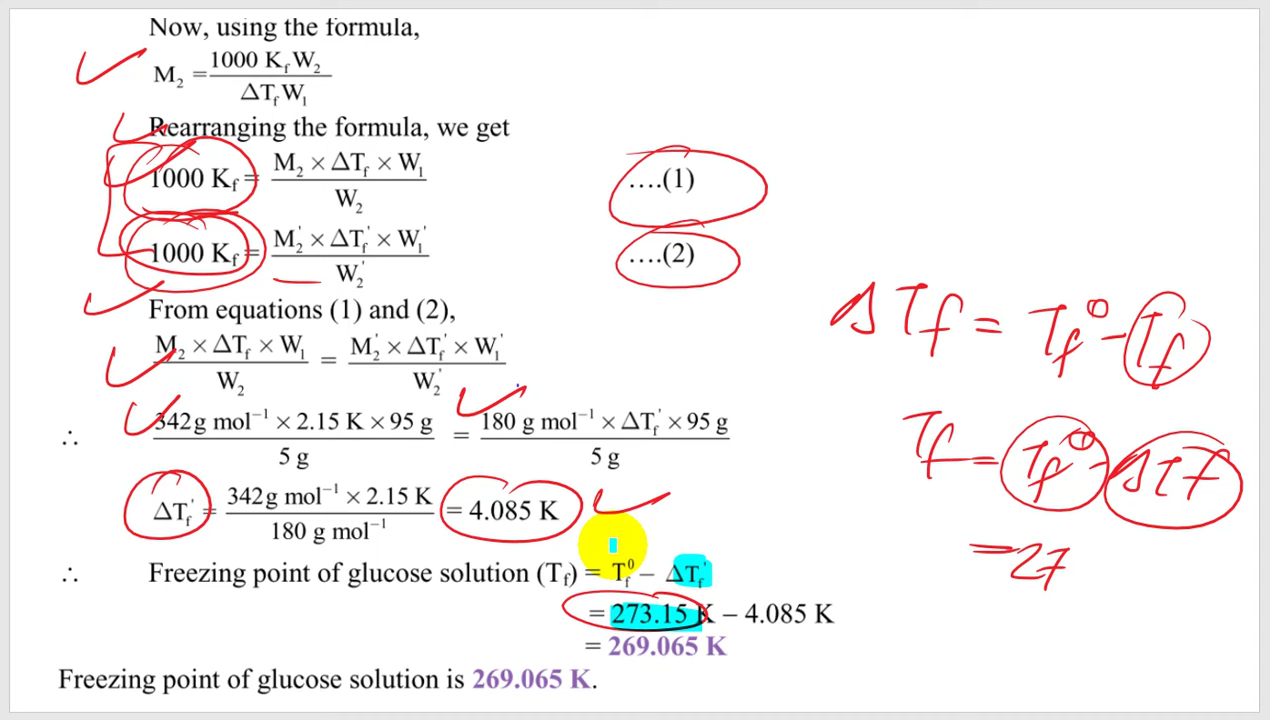 Now, using the formula,
M₂ = 1000 K_f W₂ / ΔT_f W₁
Rearranging the formula, we get
1000 K_f = M₂ × ΔT_f × W₁ / W₂ ….(1)
1000 K_f = M₂' × ΔT_f' × W₁' / W₂' ….(2)
From equations (1) and (2),
M₂ × ΔT_f × W₁ / W₂ = M₂' × ΔT_f' × W₁' / W₂'
∴ 342 g mol⁻¹ × 2.15 K × 95 g / 5 g = 180 g mol⁻¹ × ΔT_f' × 95 g / 5 g
ΔT_f' = 342 g mol⁻¹ × 2.15 K / 180 g mol⁻¹ = 4.085 K
∴ Freezing point of glucose solution (T_f) = T_f⁰ − ΔT_f'
= 273.15 K − 4.085 K
= 269.065 K
Freezing point of glucose solution is 269.065 K.
ΔTf = Tf⁰ − Tf
Tf = Tf⁰ − ΔTf
= 27